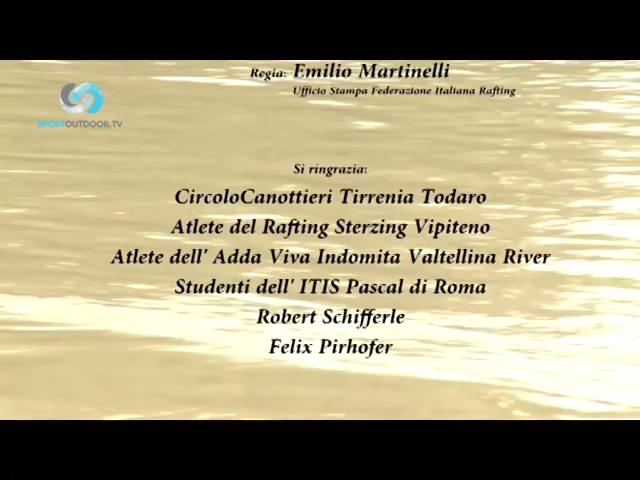 Regia: Emilio Martinelli
Ufficio Stampa Federazione Italiana Rafting
SPORTOUTDOOR.TV
Si ringrazia:
CircoloCanottieri Tirrenia Todaro
Atlete del Rafting Sterzing Vipiteno
Atlete dell' Adda Viva Indomita Valtellina River
Studenti dell' ITIS Pascal di Roma
Robert Schifferle
Felix Pirhofer